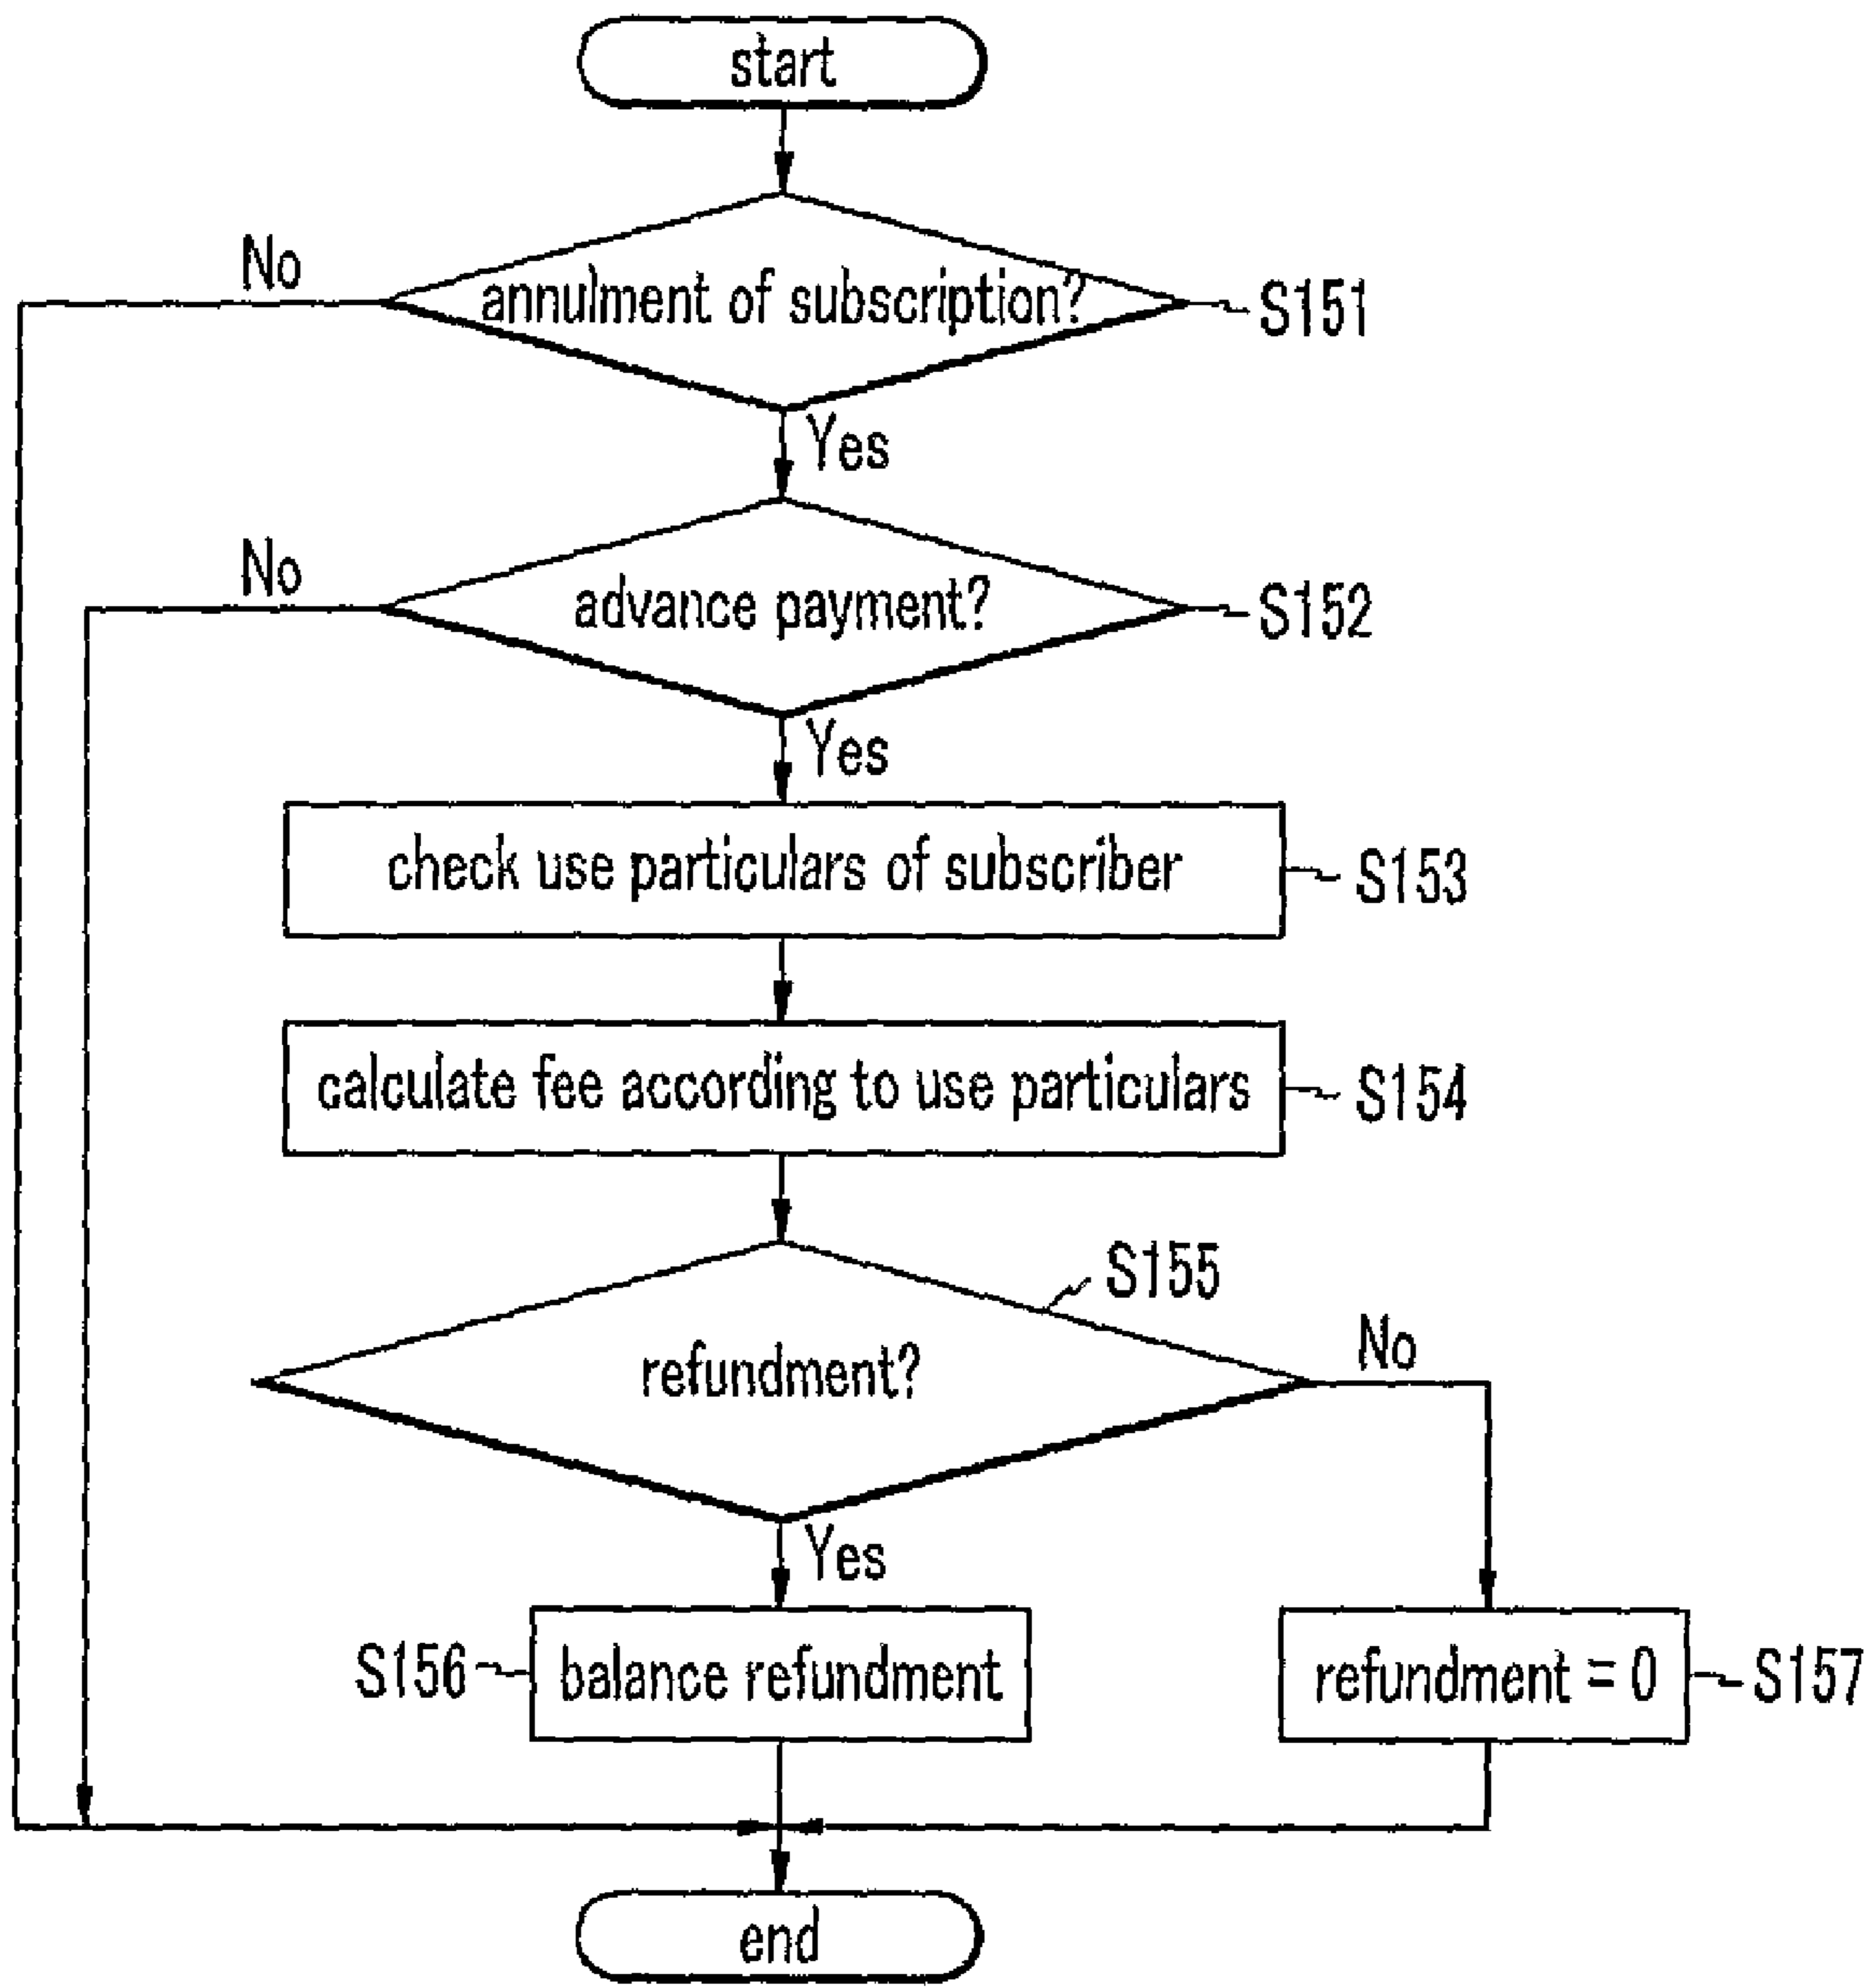 start
No
annulment of subscription?
S151
Yes
No
advance payment?
S152
Yes
check use particulars of subscriber
S153
calculate fee according to use particulars
S154
S155
refundment?
No
Yes
S156
balance refundment
refundment = 0
S157
end